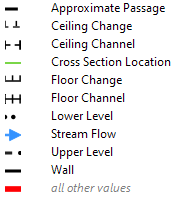 Approximate Passage
Ceiling Change
Ceiling Channel
Cross Section Location
Floor Change
Floor Channel
Lower Level
Stream Flow
Upper Level
Wall
all other values